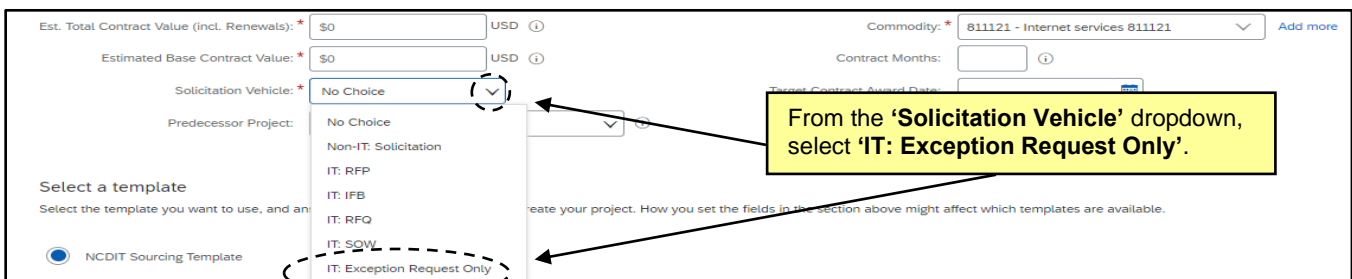 Est. Total Contract Value (incl. Renewals): * $0 USD Commodity: * 811121 - Internet services 811121 Add more
Estimated Base Contract Value: * $0 USD Contract Months:
Solicitation Vehicle: * No Choice Target Contract Award Date:
From the ‘Solicitation Vehicle’ dropdown,
select ‘IT: Exception Request Only’.
Predecessor Project:
No Choice
Non-IT: Solicitation
IT: RFP
IT: IFB
IT: RFQ
IT: SOW
IT: Exception Request Only
Select a template
Select the template you want to use, and an reate your project. How you set the fields in the section above might affect which templates are available.
NCDIT Sourcing Template